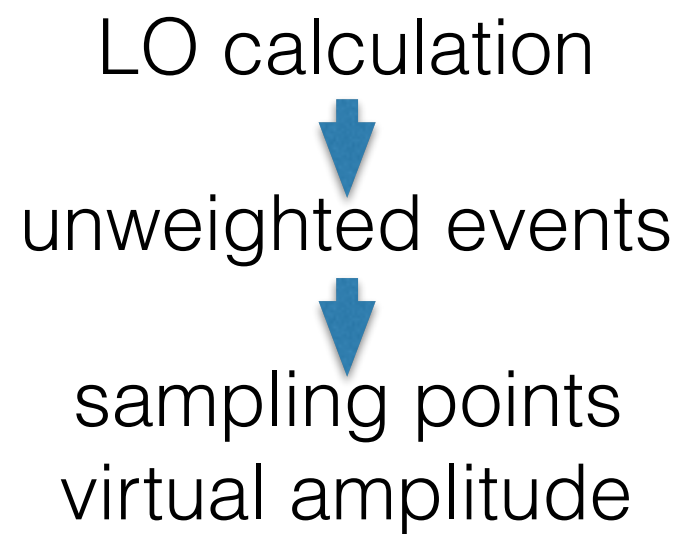 LO calculation
unweighted events
sampling points
virtual amplitude